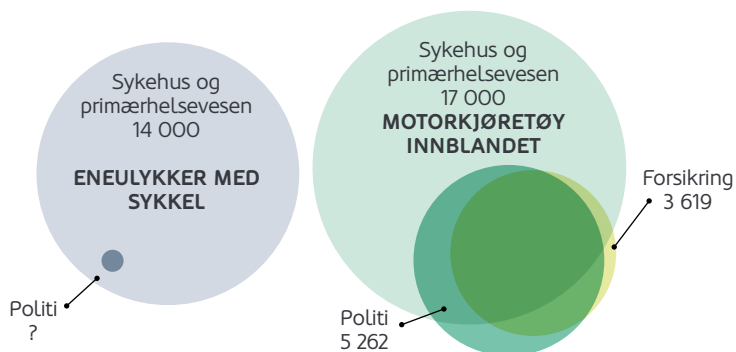 Sykehus og
primærhelsevesen
14 000
ENEULYKKER MED
SYKKEL
Politi
?
Sykehus og
primærhelsevesen
17 000
MOTORKJØRETØY
INNBLANDET
Forsikring
3 619
Politi
5 262